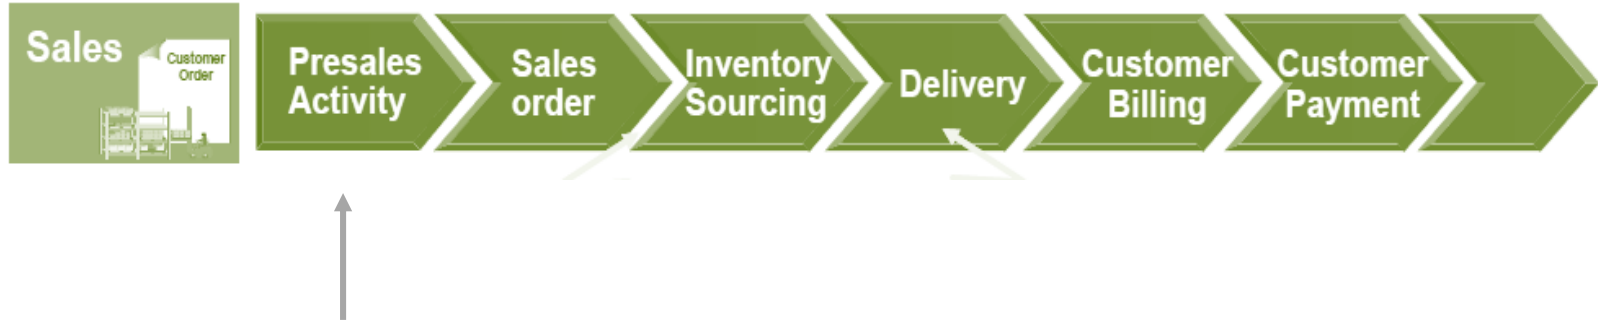 Sales
Customer
Order
Presales
Activity
Sales
order
Inventory
Sourcing
Delivery
Customer
Billing
Customer
Payment